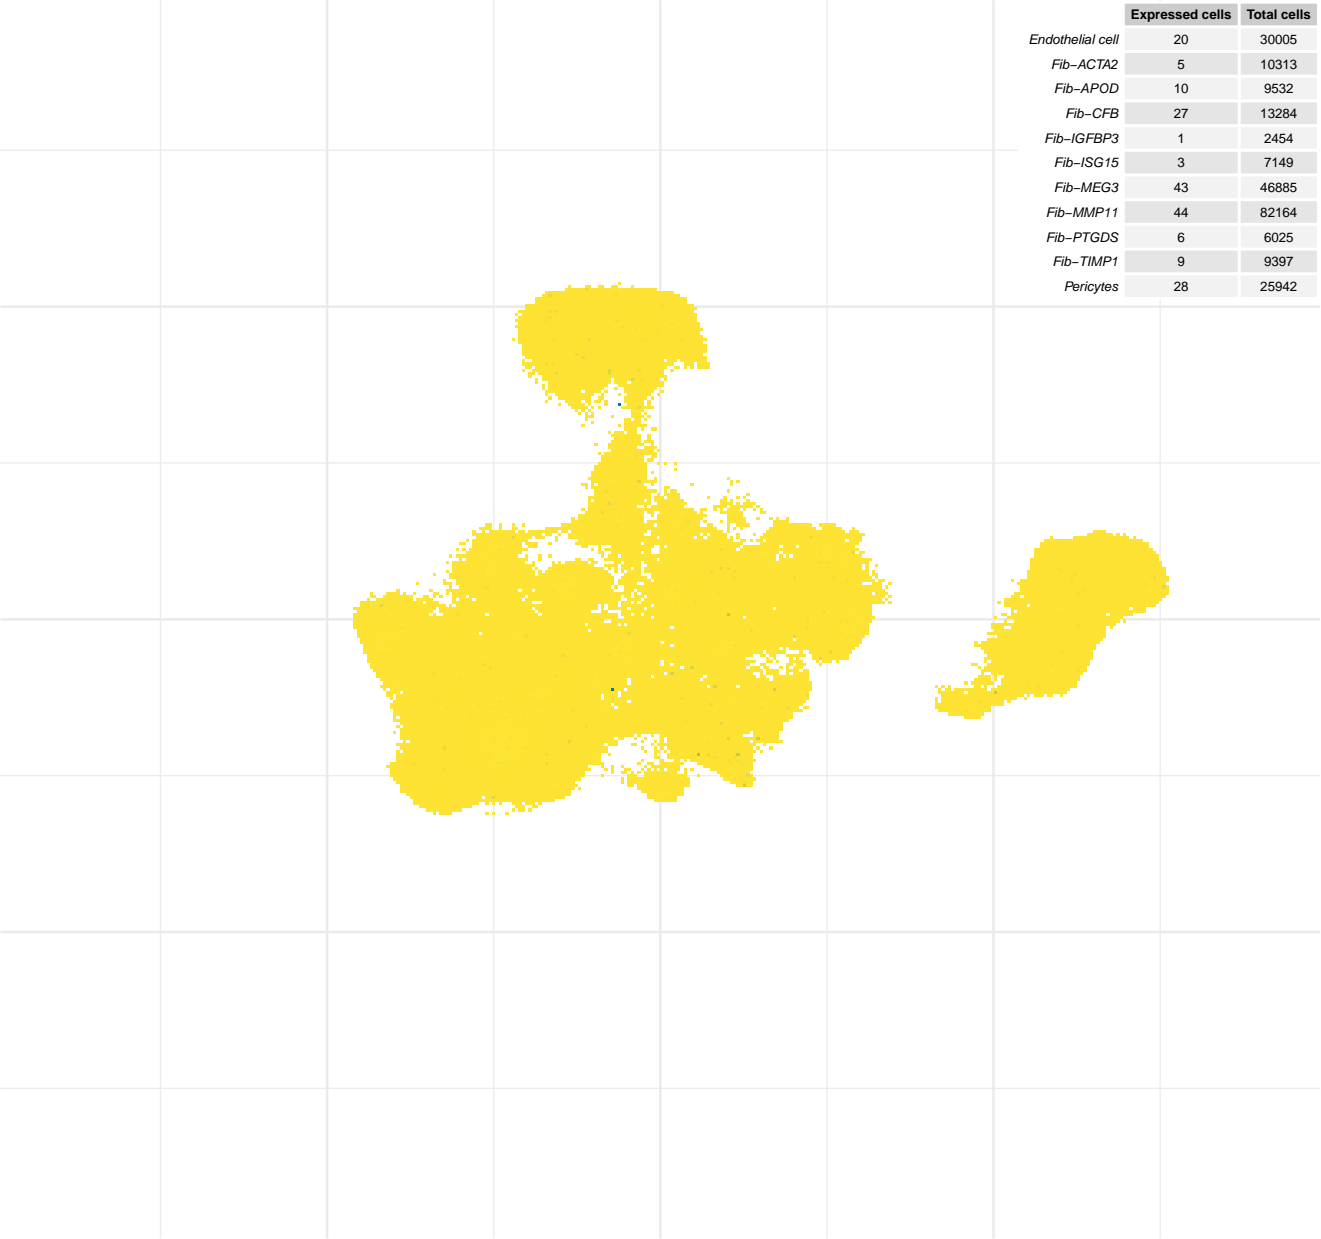 Expressed cells Total cells
Endothelial cell 20 30005
Fib−ACTA2 5 10313
Fib−APOD 10 9532
Fib−CFB 27 13284
Fib−IGFBP3 1 2454
Fib−ISG15 3 7149
Fib−MEG3 43 46885
Fib−MMP11 44 82164
Fib−PTGDS 6 6025
Fib−TIMP1 9 9397
Pericytes 28 25942